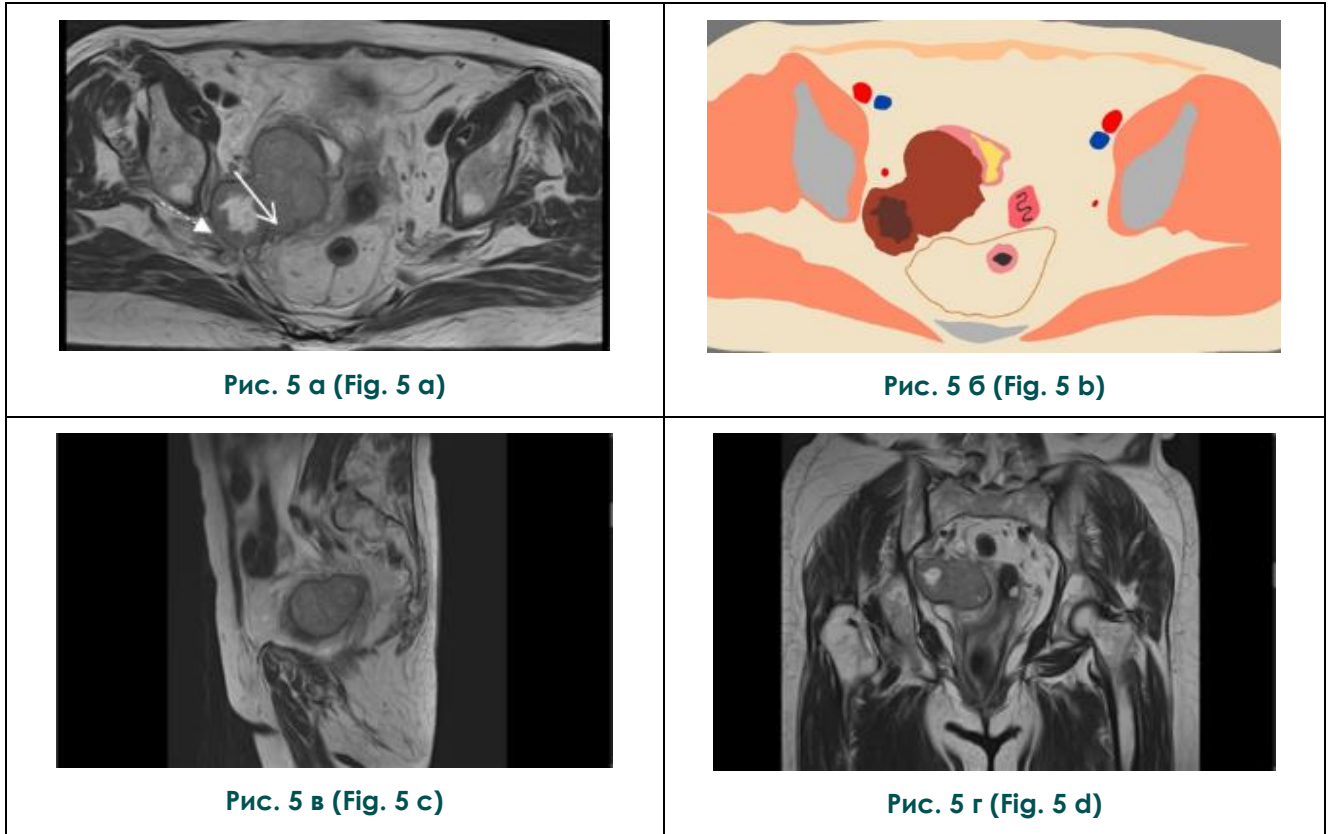 Рис. 5 а (Fig. 5 a)
Рис. 5 б (Fig. 5 b)
Рис. 5 в (Fig. 5 c)
Рис. 5 г (Fig. 5 d)